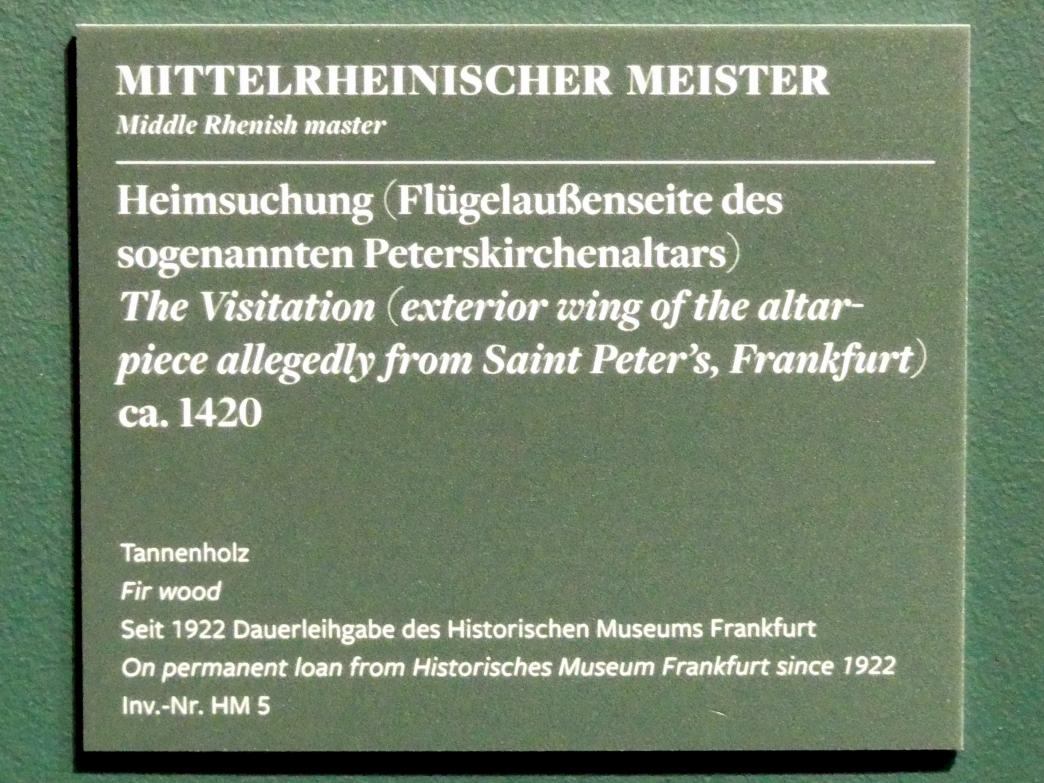 MITTELRHEINISCHER MEISTER
Middle Rhenish master
Heimsuchung (Flügelaußenseite des
sogenannten Peterskirchenaltars)
The Visitation (exterior wing of the altar-
piece allegedly from Saint Peter's, Frankfurt)
ca. 1420
Tannenholz
Fir wood
Seit 1922 Dauerleihgabe des Historischen Museums Frankfurt
On permanent loan from Historisches Museum Frankfurt since 1922
Inv.-Nr. HM 5